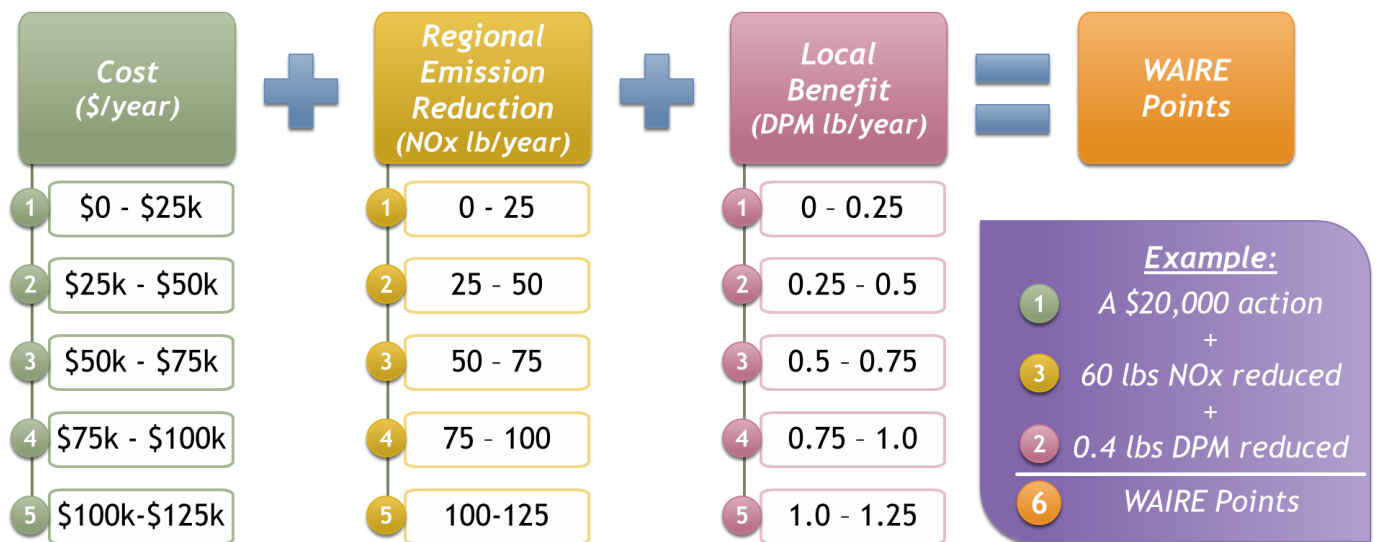 Cost
($/year)
Regional
Emission
Reduction
(NOx lb/year)
Local
Benefit
(DPM lb/year)
WAIRE
Points
1 $0 - $25k
2 $25k - $50k
3 $50k - $75k
4 $75k - $100k
5 $100k-$125k
1 0 - 25
2 25 – 50
3 50 – 75
4 75 – 100
5 100-125
1 0 – 0.25
2 0.25 – 0.5
3 0.5 – 0.75
4 0.75 – 1.0
5 1.0 – 1.25
Example:
1 A $20,000 action
+
3 60 lbs NOx reduced
+
2 0.4 lbs DPM reduced
6 WAIRE Points